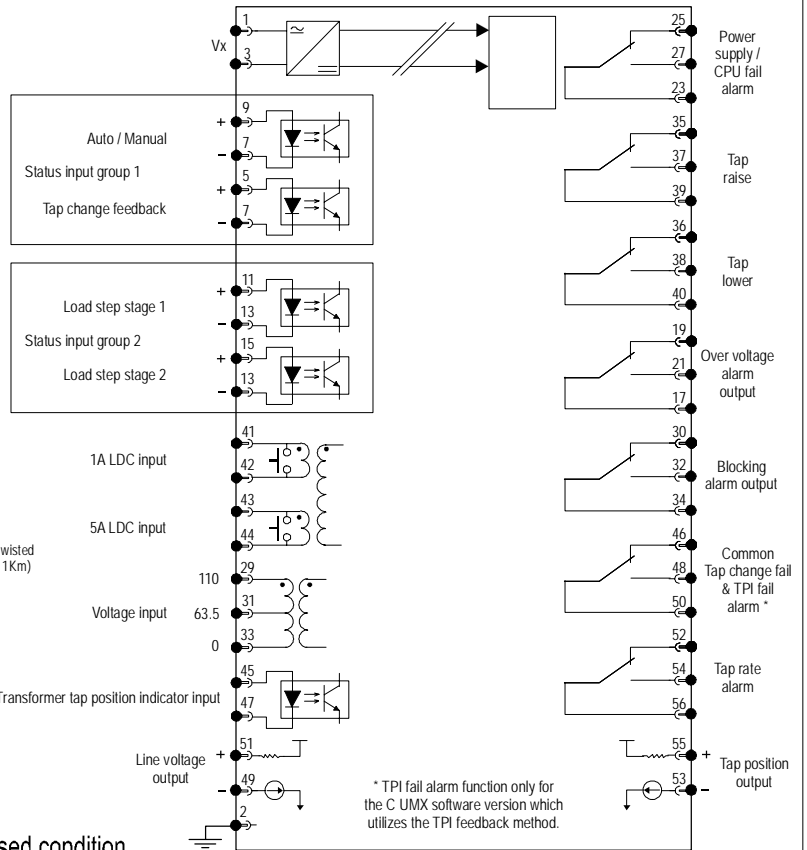 1
Vx
3
9
+
Auto / Manual
7
−
Status input group 1
5
+
Tap change feedback
7
−
11
+
Load step stage 1
13
−
Status input group 2
15
+
Load step stage 2
13
−
41
1A LDC input
42
43
5A LDC input
44
wisted
1Km)
29
110
31
Voltage input 63.5
33
0
45
Transformer tap position indicator input
47
51
+
Line voltage
output
49
−
2
sed condition
25
Power
supply /
27
CPU fail
alarm
23
35
Tap
37
raise
39
36
Tap
38
lower
40
19
Over voltage
alarm
21
output
17
30
Blocking
32
alarm output
34
46
Common
Tap change fail
48
& TPI fail
alarm *
50
52
Tap rate
54
alarm
56
55
+
Tap position
output
53
−
* TPI fail alarm function only for
the C UMX software version which
utilizes the TPI feedback method.